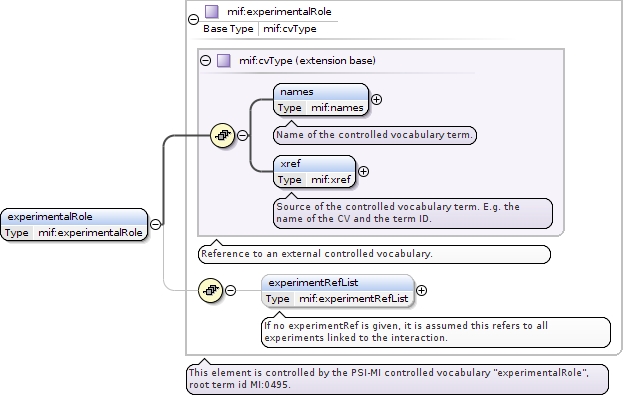 mif:experimentalRole
Base Type mif:cvType
mif:cvType (extension base)
names
Type mif:names
Name of the controlled vocabulary term.
xref
Type mif:xref
Source of the controlled vocabulary term. E.g. the
name of the CV and the term ID.
experimentalRole
Type mif:experimentalRole
Reference to an external controlled vocabulary.
experimentRefList
Type mif:experimentRefList
If no experimentRef is given, it is assumed this refers to all
experiments linked to the interaction.
This element is controlled by the PSI-MI controlled vocabulary "experimentalRole",
root term id MI:0495.